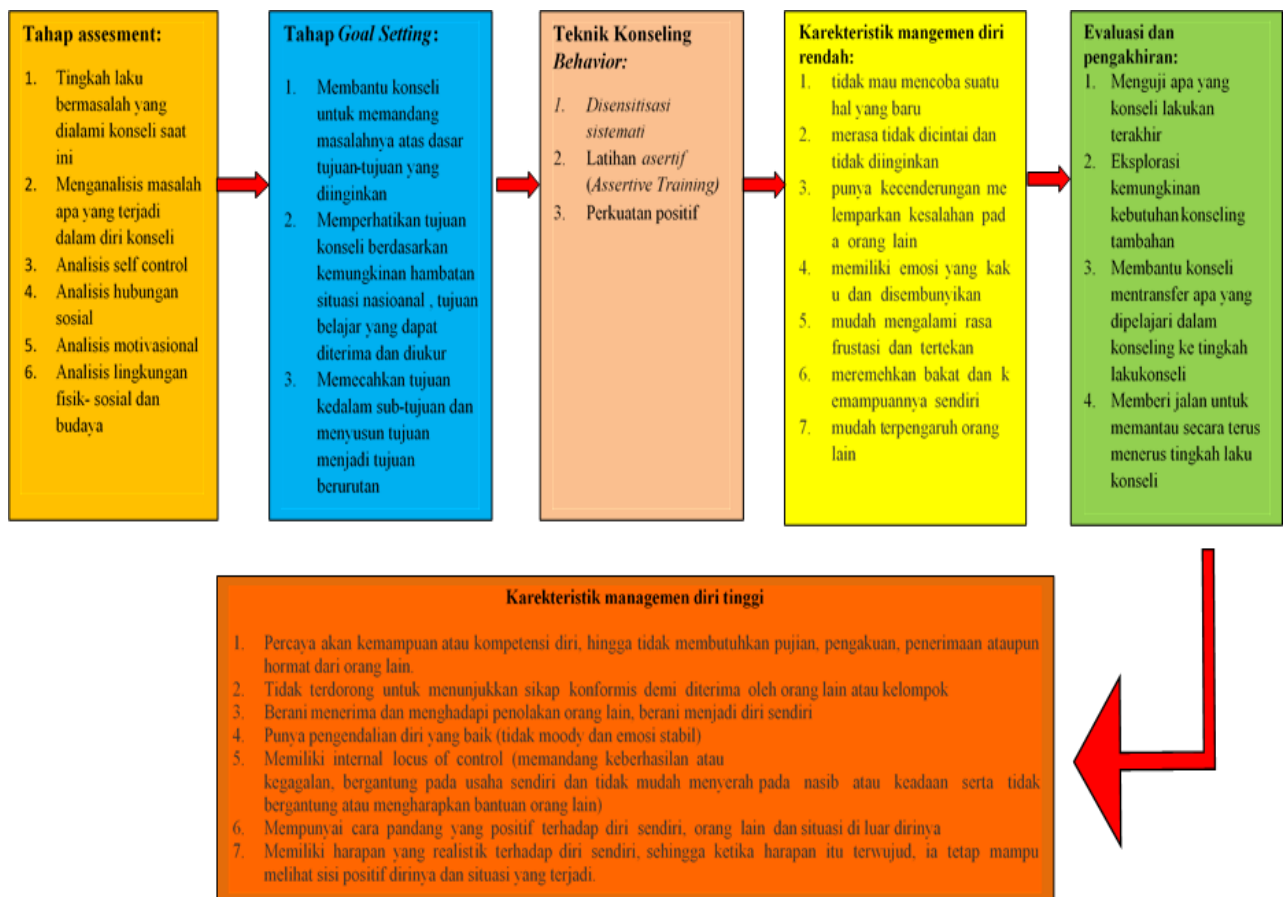 Tahap assesment:
1. Tingkah laku
bermasalah yang
dialami konseli saat
ini
2. Menganalisis masalah
apa yang terjadi
dalam diri konseli
3. Analisis self control
4. Analisis hubungan
sosial
5. Analisis motivasional
6. Analisis lingkungan
fisik- sosial dan
budaya
Tahap Goal Setting:
1. Membantu konseli
untuk memandang
masalahnya atas dasar
tujuan-tujuan yang
diinginkan
2. Memperhatikan tujuan
konseli berdasarkan
kemungkinan hambatan
situasi nasioanal , tujuan
belajar yang dapat
diterima dan diukur
3. Memecahkan tujuan
kedalam sub-tujuan dan
menyusun tujuan
menjadi tujuan
berurutan
Teknik Konseling
Behavior:
1. Disensitisasi
sistemati
2. Latihan asertif
(Assertive Training)
3. Perkuatan positif
Karekteristik mangemen diri
rendah:
1. tidak mau mencoba suatu
hal yang baru
2. merasa tidak dicintai dan
tidak diinginkan
3. punya kecenderungan me
lemparkan kesalahan pad
a orang lain
4. memiliki emosi yang kak
u dan disembunyikan
5. mudah mengalami rasa
frustasi dan tertekan
6. meremehkan bakat dan k
emampuannya sendiri
7. mudah terpengaruh orang
lain
Evaluasi dan
pengakhiran:
1. Menguji apa yang
konseli lakukan
terakhir
2. Eksplorasi
kemungkinan
kebutuhan konseling
tambahan
3. Membantu konseli
mentransfer apa yang
dipelajari dalam
konseling ke tingkah
lakukonseli
4. Memberi jalan untuk
memantau secara terus
menerus tingkah laku
konseli
Karekteristik managemen diri tinggi
1. Percaya akan kemampuan atau kompetensi diri, hingga tidak membutuhkan pujian, pengakuan, penerimaan ataupun
hormat dari orang lain.
2. Tidak terdorong untuk menunjukkan sikap konformis demi diterima oleh orang lain atau kelompok
3. Berani menerima dan menghadapi penolakan orang lain, berani menjadi diri sendiri
4. Punya pengendalian diri yang baik (tidak moody dan emosi stabil)
5. Memiliki internal locus of control (memandang keberhasilan atau
kegagalan, bergantung pada usaha sendiri dan tidak mudah menyerah pada nasib atau keadaan serta tidak
bergantung atau mengharapkan bantuan orang lain)
6. Mempunyai cara pandang yang positif terhadap diri sendiri, orang lain dan situasi di luar dirinya
7. Memiliki harapan yang realistik terhadap diri sendiri, sehingga ketika harapan itu terwujud, ia tetap mampu
melihat sisi positif dirinya dan situasi yang terjadi.